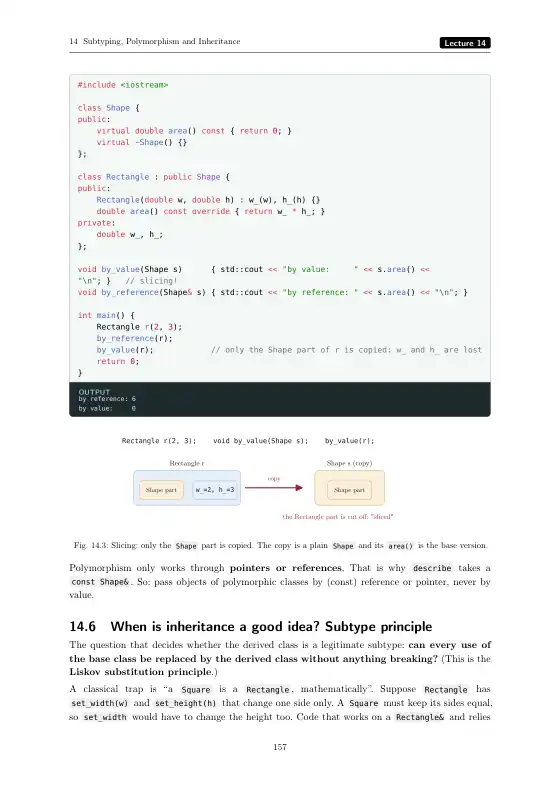 14 Subtyping, Polymorphism and Inheritance
Lecture 14
#include <iostream>
class Shape {
public:
    virtual double area() const { return 0; }
    virtual ~Shape() {}
};
class Rectangle : public Shape {
public:
    Rectangle(double w, double h) : w_(w), h_(h) {}
    double area() const override { return w_ * h_; }
private:
    double w_, h_;
};
void by_value(Shape s)      { std::cout << "by value:     " << s.area() <<
"\n"; }   // slicing!
void by_reference(Shape& s) { std::cout << "by reference: " << s.area() << "\n"; }
int main() {
    Rectangle r(2, 3);
    by_reference(r);
    by_value(r);            // only the Shape part of r is copied: w_ and h_ are lost
    return 0;
}
OUTPUT
by reference: 6
by value:     0
Rectangle r(2, 3);    void by_value(Shape s);    by_value(r);
Rectangle r
Shape s (copy)
Shape part
w_=2, h_=3
copy
Shape part
the Rectangle part is cut off: "sliced"
Fig. 14.3: Slicing: only the Shape part is copied. The copy is a plain Shape and its area() is the base version.
Polymorphism only works through pointers or references. That is why describe takes a
const Shape&. So: pass objects of polymorphic classes by (const) reference or pointer, never by
value.
14.6 When is inheritance a good idea? Subtype principle
The question that decides whether the derived class is a legitimate subtype: can every use of
the base class be replaced by the derived class without anything breaking? (This is the
Liskov substitution principle.)
A classical trap is “a Square is a Rectangle, mathematically”. Suppose Rectangle has
set_width(w) and set_height(h) that change one side only. A Square must keep its sides equal,
so set_width would have to change the height too. Code that works on a Rectangle& and relies
157